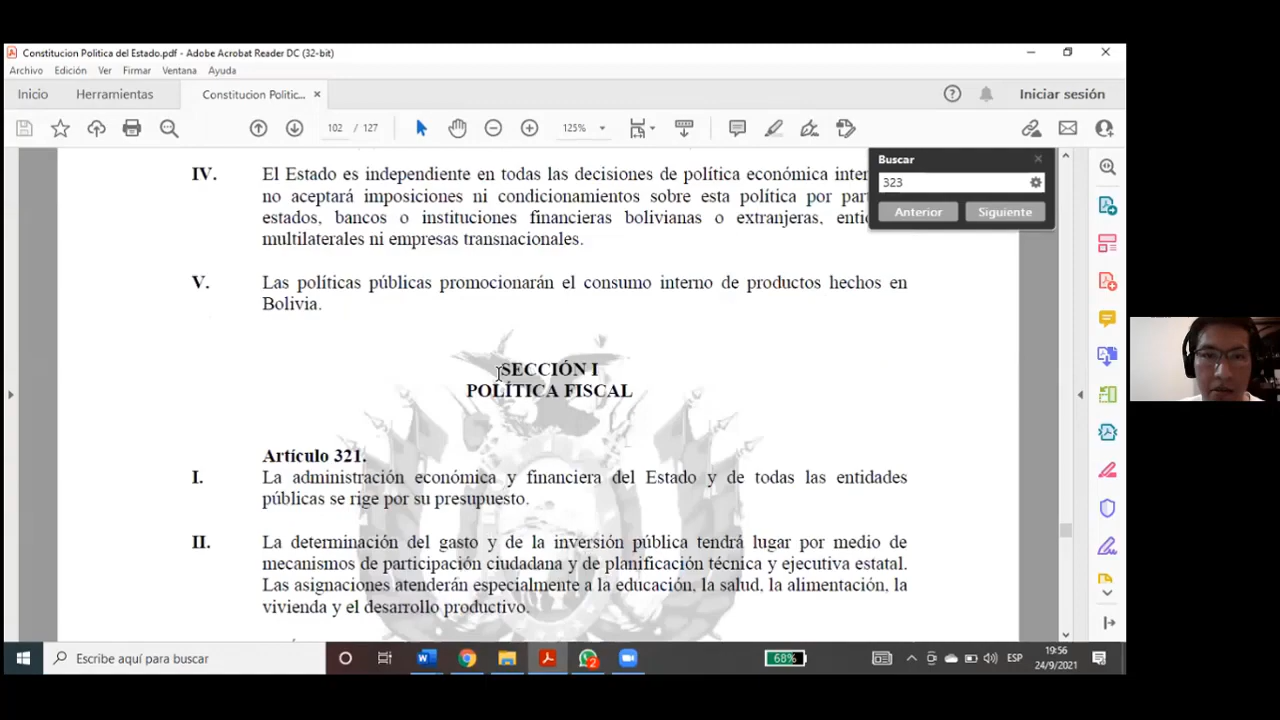 Constitucion Politica del Estado.pdf - Adobe Acrobat Reader DC (32-bit)
Archivo Edición Ver Firmar Ventana Ayuda
Inicio Herramientas Constitucion Politic... Iniciar sesión
102 / 127 125%
Buscar
323
Anterior Siguiente
IV. El Estado es independiente en todas las decisiones de política económica
no aceptará imposiciones ni condicionamientos sobre esta política por
estados, bancos o instituciones financieras bolivianas o extranjeras,
multilaterales ni empresas transnacionales.
V. Las políticas públicas promocionarán el consumo interno de productos hechos en
Bolivia.
SECCIÓN I
POLÍTICA FISCAL
Artículo 321.
I. La administración económica y financiera del Estado y de todas las entidades
públicas se rige por su presupuesto.
II. La determinación del gasto y de la inversión pública tendrá lugar por medio de
mecanismos de participación ciudadana y de planificación técnica y ejecutiva estatal.
Las asignaciones atenderán especialmente a la educación, la salud, la alimentación, la
vivienda y el desarrollo productivo.
Escribe aquí para buscar 2 68% ESP 19:56
24/9/2021